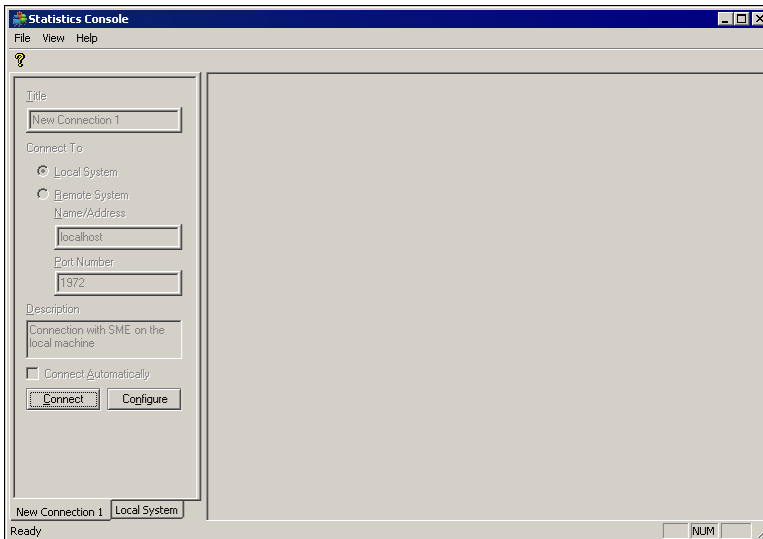 Statistics Console
File View Help
Title
New Connection 1
Connect To
Local System
Remote System
Name/Address
localhost
Port Number
1972
Description
Connection with SME on the
local machine
Connect Automatically
Connect Configure
New Connection 1 Local System
Ready NUM